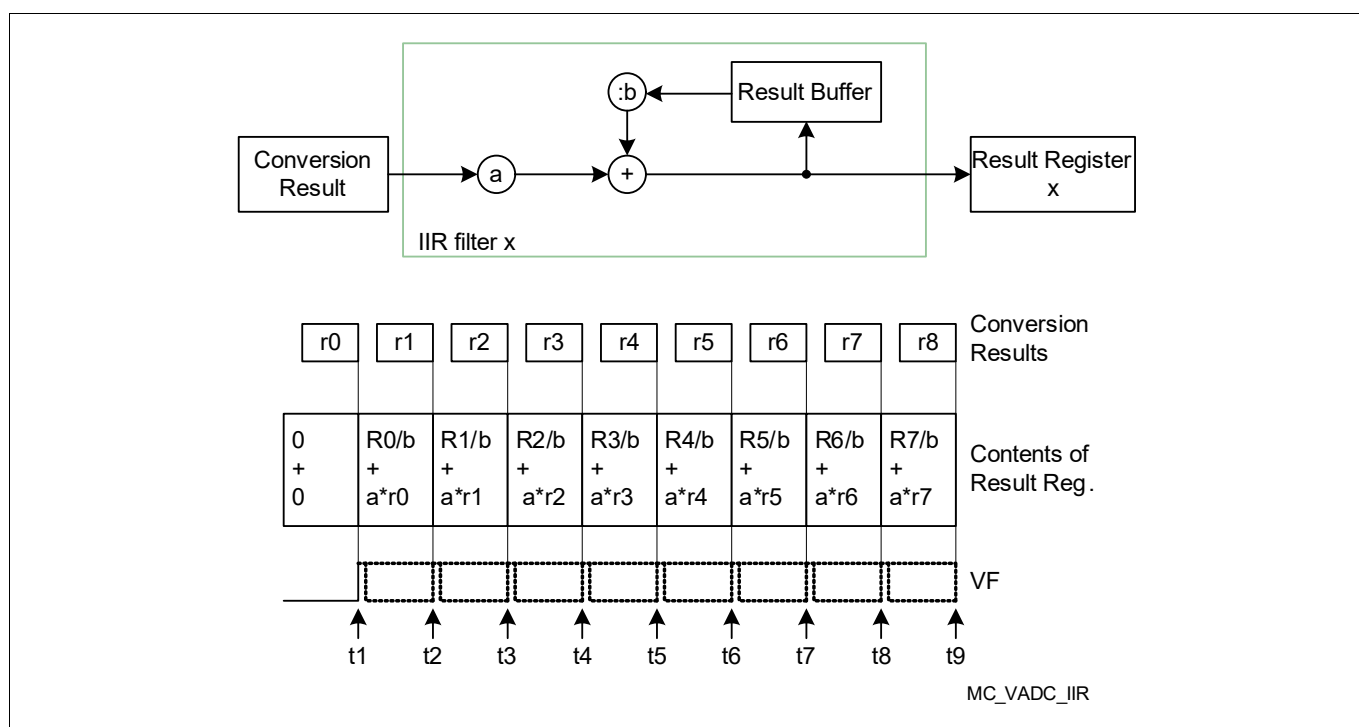 :b
Result Buffer
Conversion
Result
a
+
Result Register
x
IIR filter x
r0 r1 r2 r3 r4 r5 r6 r7 r8
Conversion
Results
0 R0/b R1/b R2/b R3/b R4/b R5/b R6/b R7/b
+ + + + + + + + +
0 a*r0 a*r1 a*r2 a*r3 a*r4 a*r5 a*r6 a*r7
Contents of
Result Reg.
VF
t1 t2 t3 t4 t5 t6 t7 t8 t9
MC_VADC_IIR